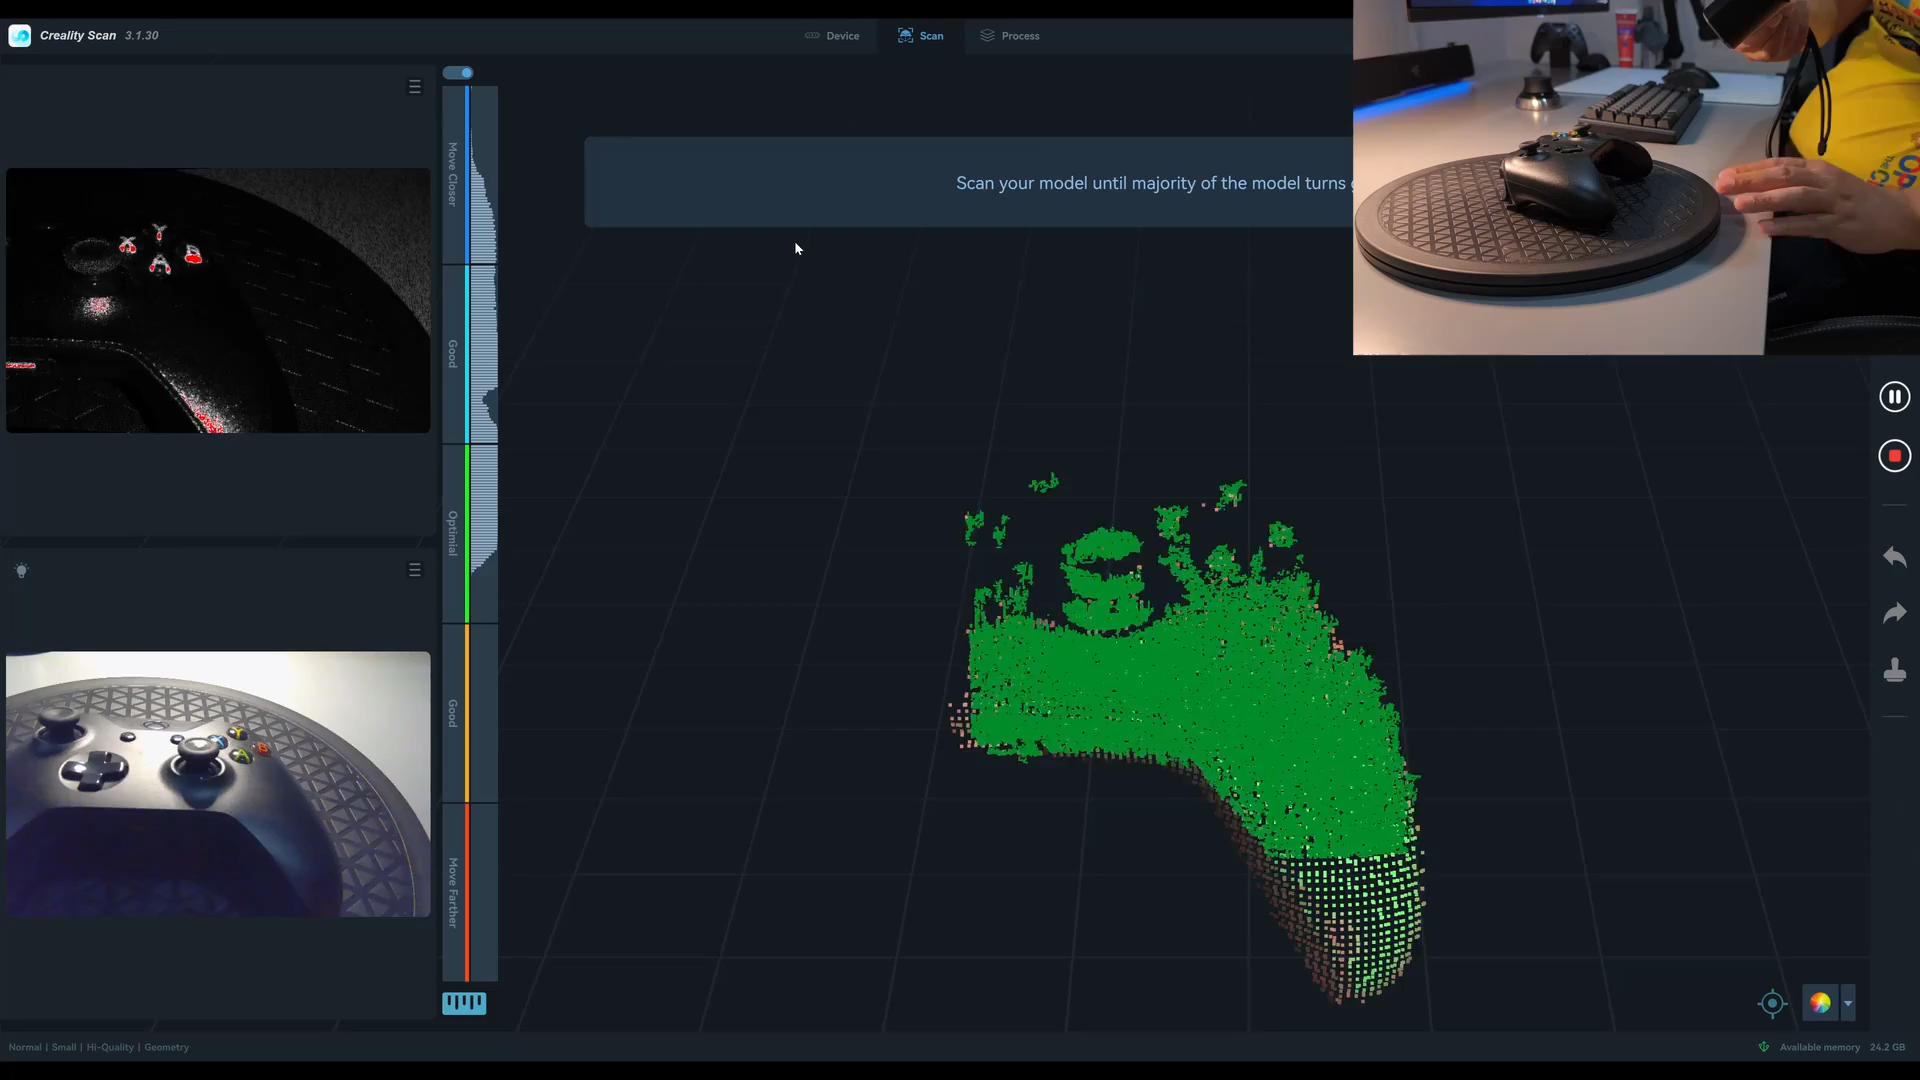 Creality Scan 3.1.30
Device
Scan
Process
Scan your model until majority of the model turns
Move Closer
Good
Optimial
Good
Move Farther
X
Y
A
B
Y
X
B
A
Normal | Small | Hi-Quality | Geometry
Available memory 24.2 GB